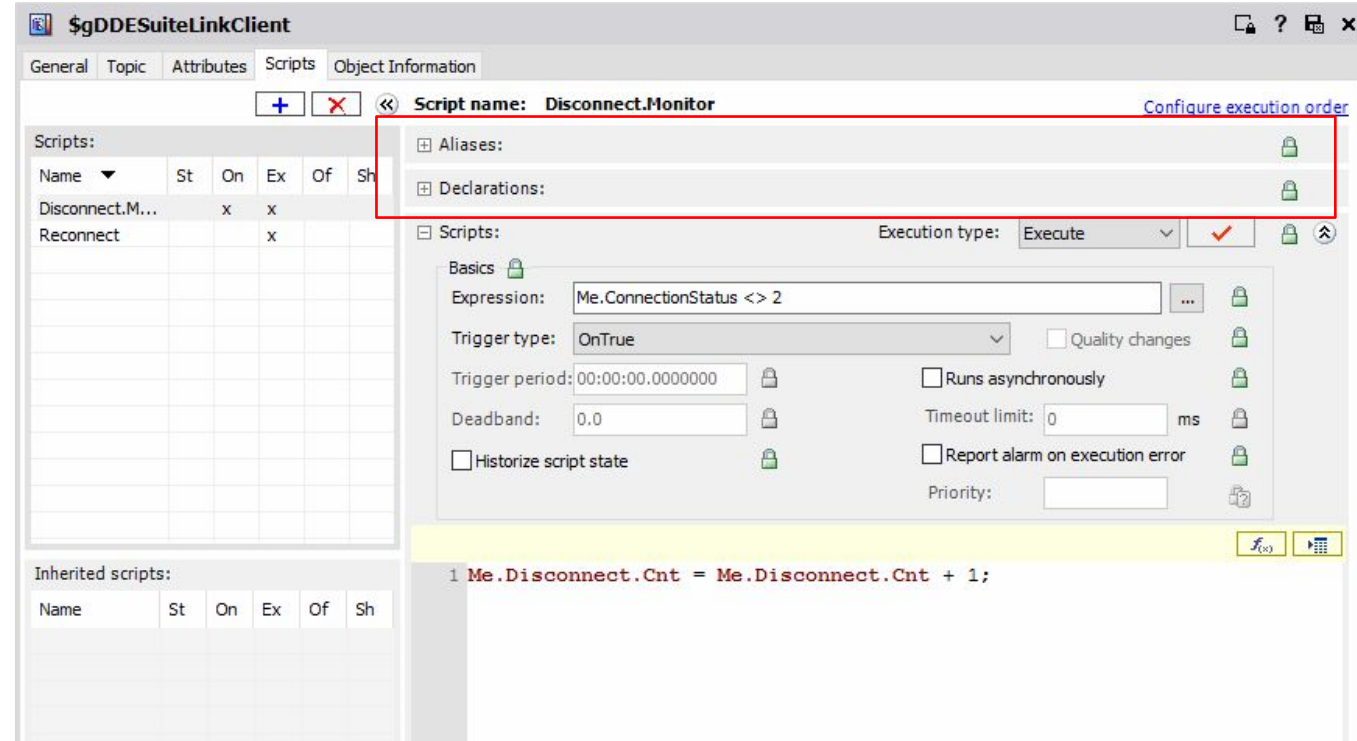 $gDDESuiteLinkClient
?
General Topic Attributes Scripts Object Information
Script name: Disconnect.Monitor
Configure execution order
Scripts:
Name St On Ex Of Sh
Disconnect.M... x x
Reconnect x
Inherited scripts:
Name St On Ex Of Sh
Aliases:
Declarations:
Scripts:
Execution type: Execute
Basics
Expression: Me.ConnectionStatus <> 2 ...
Trigger type: OnTrue Quality changes
Trigger period: 00:00:00.0000000 Runs asynchronously
Deadband: 0.0 Timeout limit: 0 ms
Historize script state Report alarm on execution error
Priority:
f(x)
1 Me.Disconnect.Cnt = Me.Disconnect.Cnt + 1;